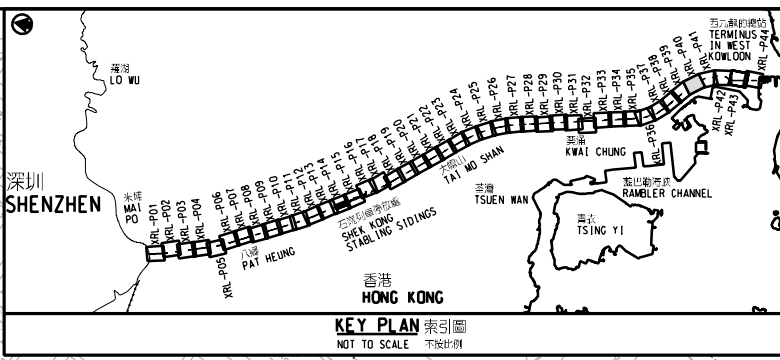 西九龍的總站
TERMINUS
IN WEST
KOWLOON
羅湖
LO WU
深圳
SHENZHEN
米埔
MAI
PO
XRL-P01
XRL-P02
XRL-P03
XRL-P04
XRL-P05
XRL-P06
XRL-P07
XRL-P08
XRL-P09
XRL-P10
XRL-P11
XRL-P12
XRL-P13
XRL-P14
XRL-P15
XRL-P16
XRL-P17
XRL-P18
XRL-P19
XRL-P20
XRL-P21
XRL-P22
XRL-P23
XRL-P24
XRL-P25
XRL-P26
XRL-P27
XRL-P28
XRL-P29
XRL-P30
XRL-P31
XRL-P32
XRL-P33
XRL-P34
XRL-P35
XRL-P36
XRL-P37
XRL-P38
XRL-P39
XRL-P40
XRL-P41
XRL-P42
XRL-P43
XRL-P44
八鄉
PAT HEUNG
SHEK KONG
STABLING SIDINGS
大帽山
TAI MO SHAN
葵涌
KWAI CHUNG
荃灣
TSUEN WAN
藍巴勒海峽
RAMBLER CHANNEL
青衣
TSING YI
香港
HONG KONG
KEY PLAN 索引圖
NOT TO SCALE 不按比例